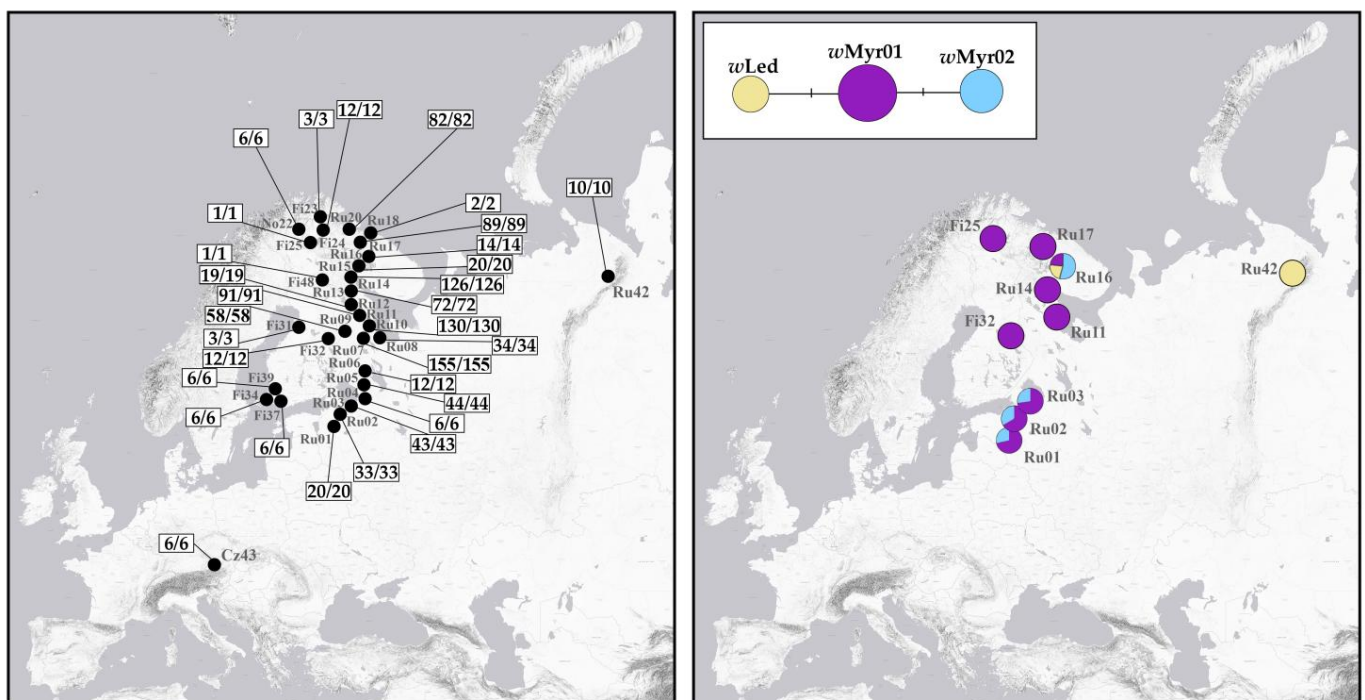 12/12
3/3
82/82
6/6
10/10
1/1
2/2
89/89
14/14
20/20
126/126
72/72
130/130
34/34
155/155
12/12
44/44
6/6
43/43
33/33
20/20
1/1
19/19
91/91
58/58
3/3
12/12
6/6
6/6
6/6
6/6
Fi23
No22
Ru20
Ru18
Fi25
Fi24
Ru17
Ru16
Ru15
Fi48
Ru14
Ru13
Ru42
Ru12
Ru11
Ru10
Fi31
Ru09
Ru08
Fi32
Ru07
Ru06
Ru05
Fi39
Ru04
Fi34
Ru03
Fi37
Ru02
Ru01
Cz43
wLed
wMyr01
wMyr02
Fi25
Ru17
Ru16
Ru42
Ru14
Ru11
Fi32
Ru03
Ru02
Ru01